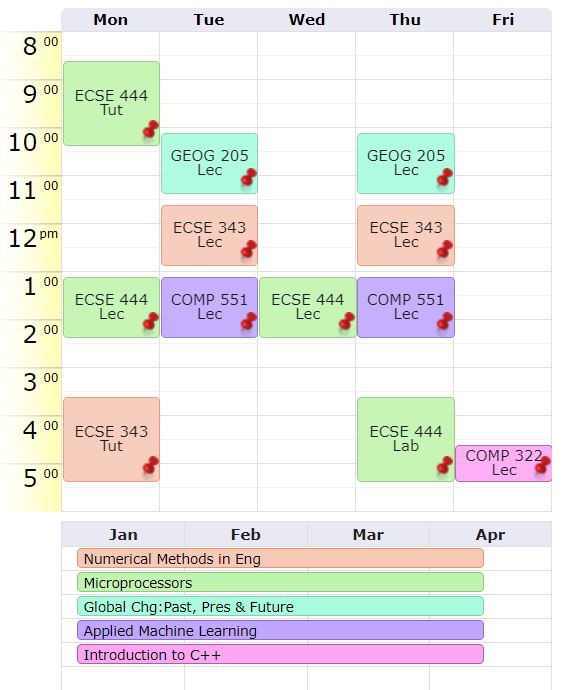 Mon Tue Wed Thu Fri
8 00
9 00
ECSE 444
Tut
10 00
GEOG 205
Lec
GEOG 205
Lec
11 00
ECSE 343
Lec
ECSE 343
Lec
12 pm
1 00
ECSE 444
Lec
COMP 551
Lec
ECSE 444
Lec
COMP 551
Lec
2 00
3 00
4 00
ECSE 343
Tut
ECSE 444
Lab
COMP 322
Lec
5 00
Jan Feb Mar Apr
Numerical Methods in Eng
Microprocessors
Global Chg:Past, Pres & Future
Applied Machine Learning
Introduction to C++